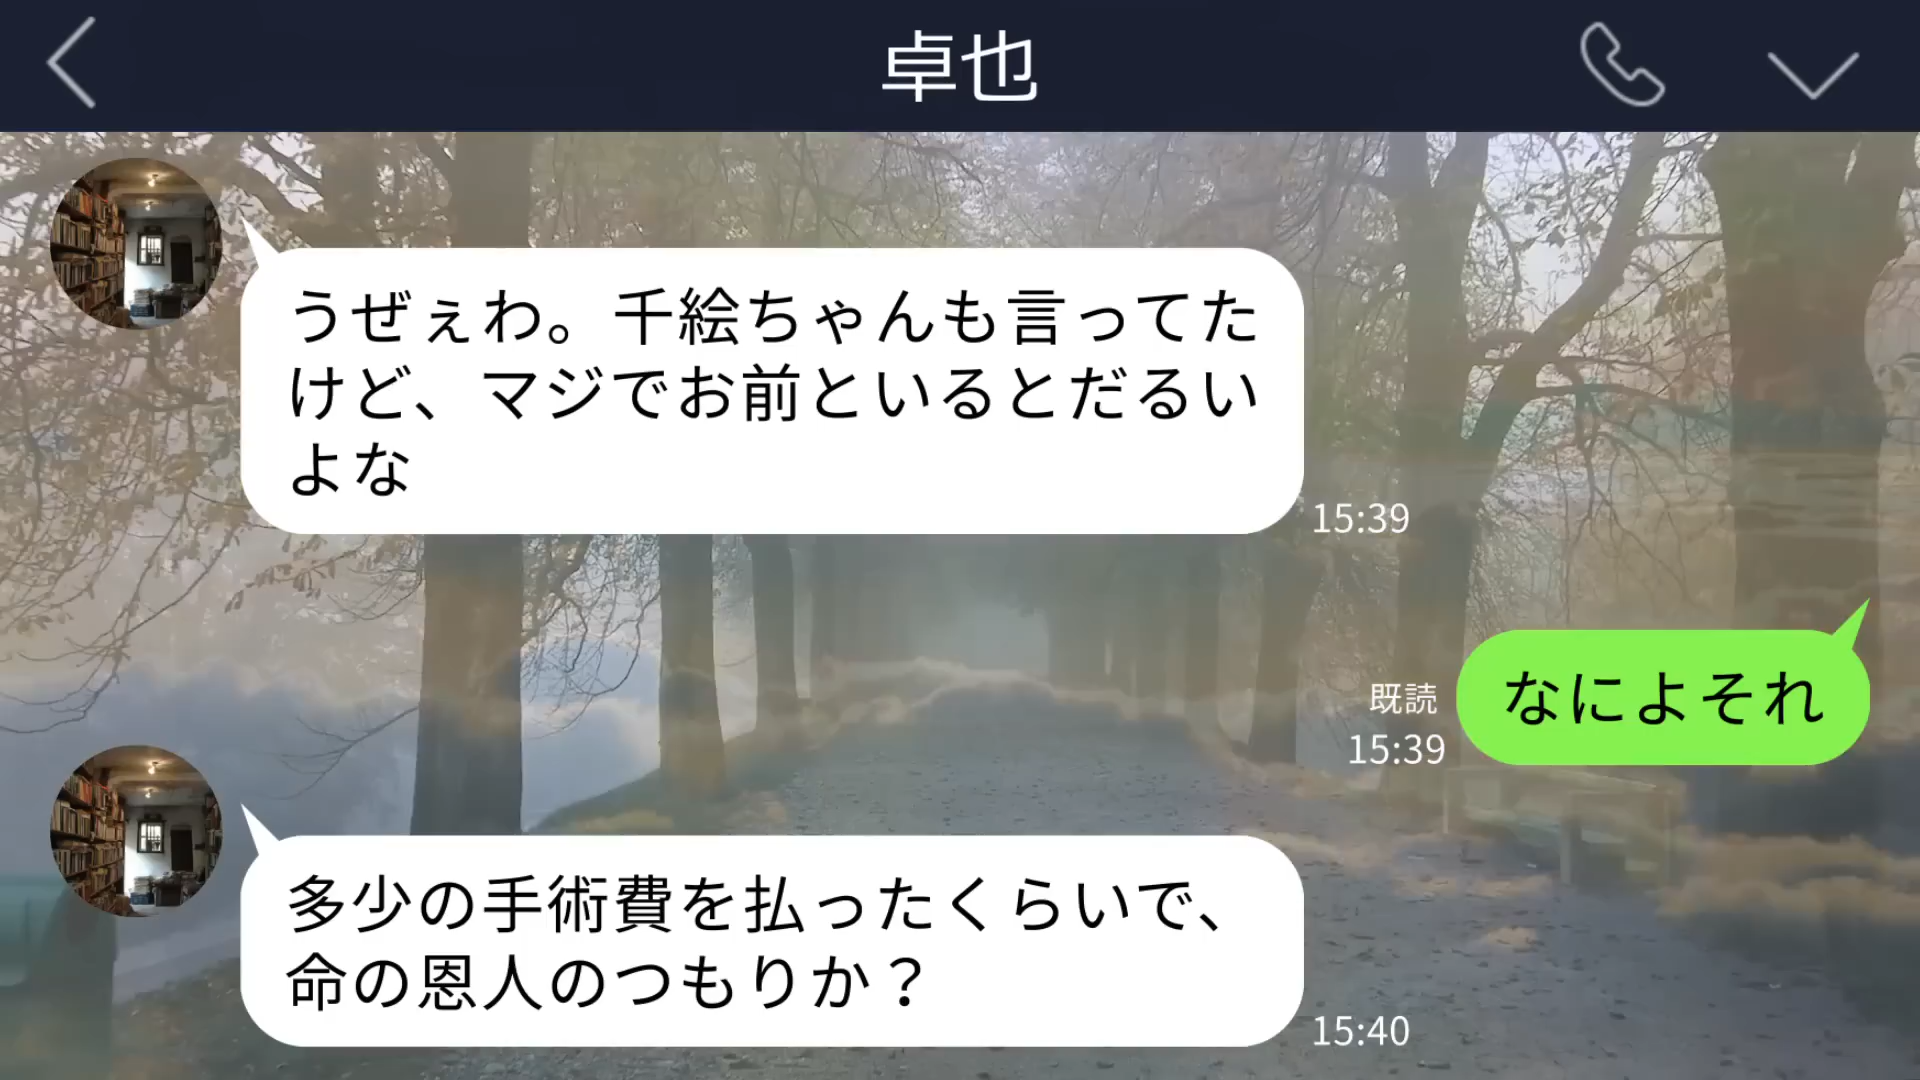 卓也
うぜぇわ。千絵ちゃんも言ってた
けど、マジでお前といるとだるい
よな
15:39
なによそれ
既読
15:39
多少の手術費を払ったくらいで、
命の恩人のつもりか？
15:40